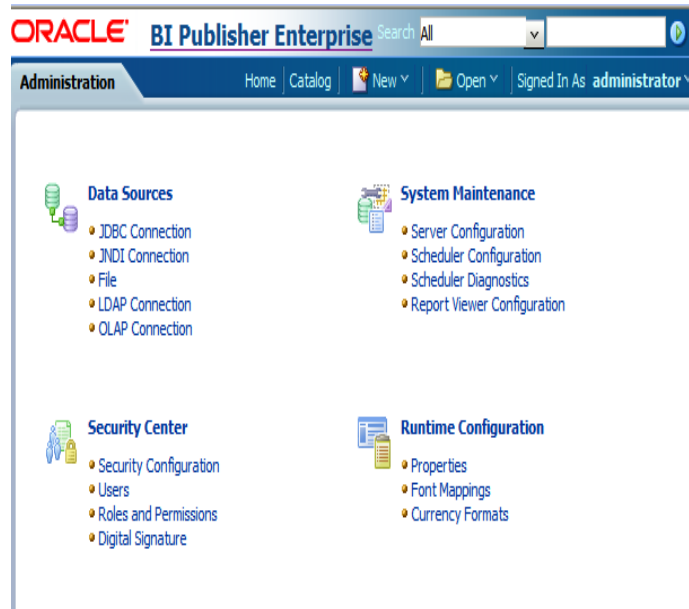 ORACLE' BI Publisher Enterprise Search All
Administration Home Catalog New Open Signed In As administrator
Data Sources
JDBC Connection
JNDI Connection
File
LDAP Connection
OLAP Connection
System Maintenance
Server Configuration
Scheduler Configuration
Scheduler Diagnostics
Report Viewer Configuration
Security Center
Security Configuration
Users
Roles and Permissions
Digital Signature
Runtime Configuration
Properties
Font Mappings
Currency Formats